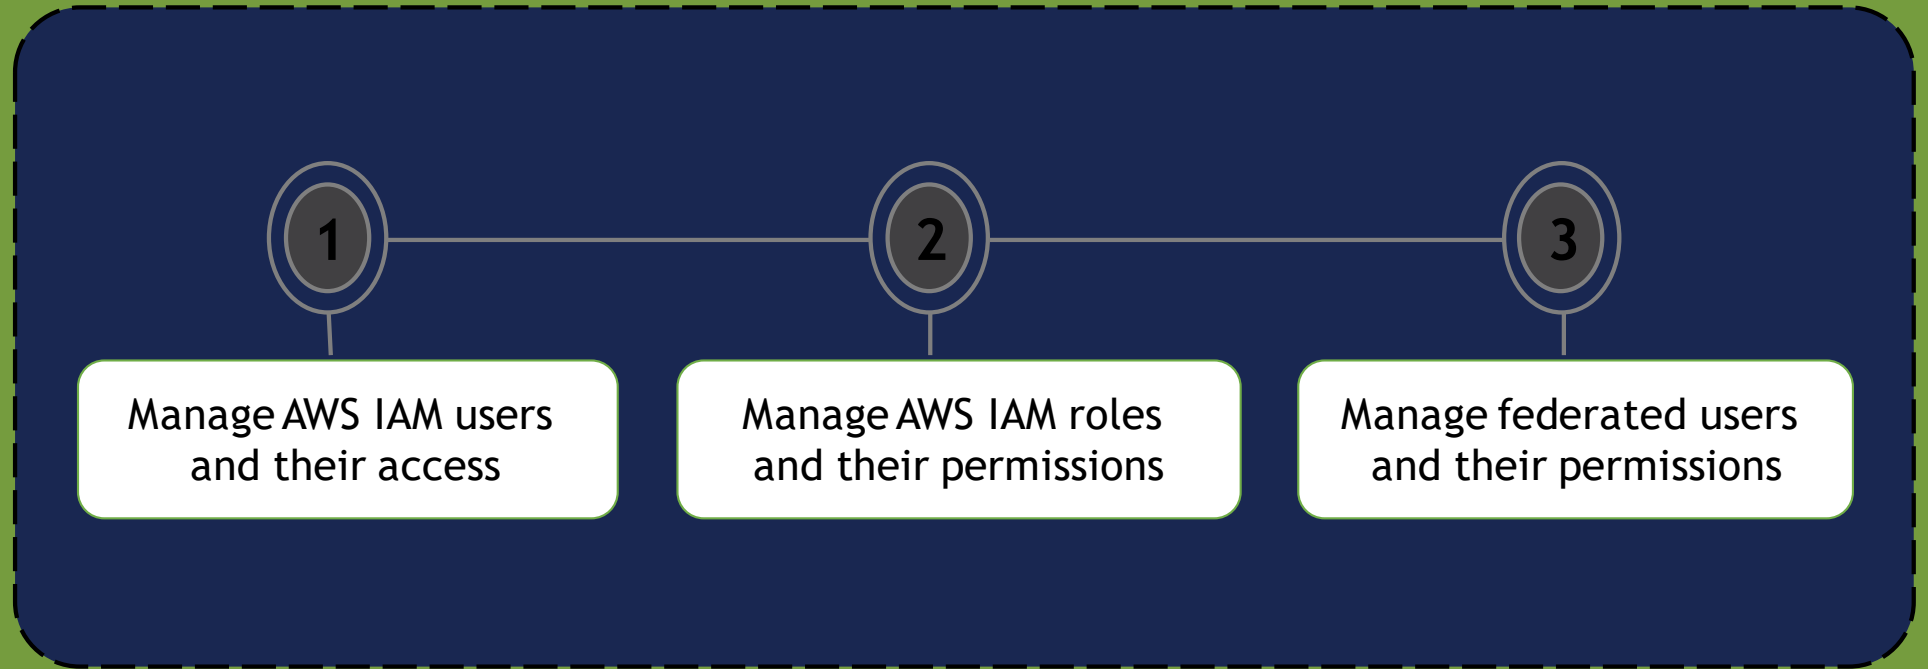 1
2
3
Manage AWS IAM users
and their access
Manage AWS IAM roles
and their permissions
Manage federated users
and their permissions